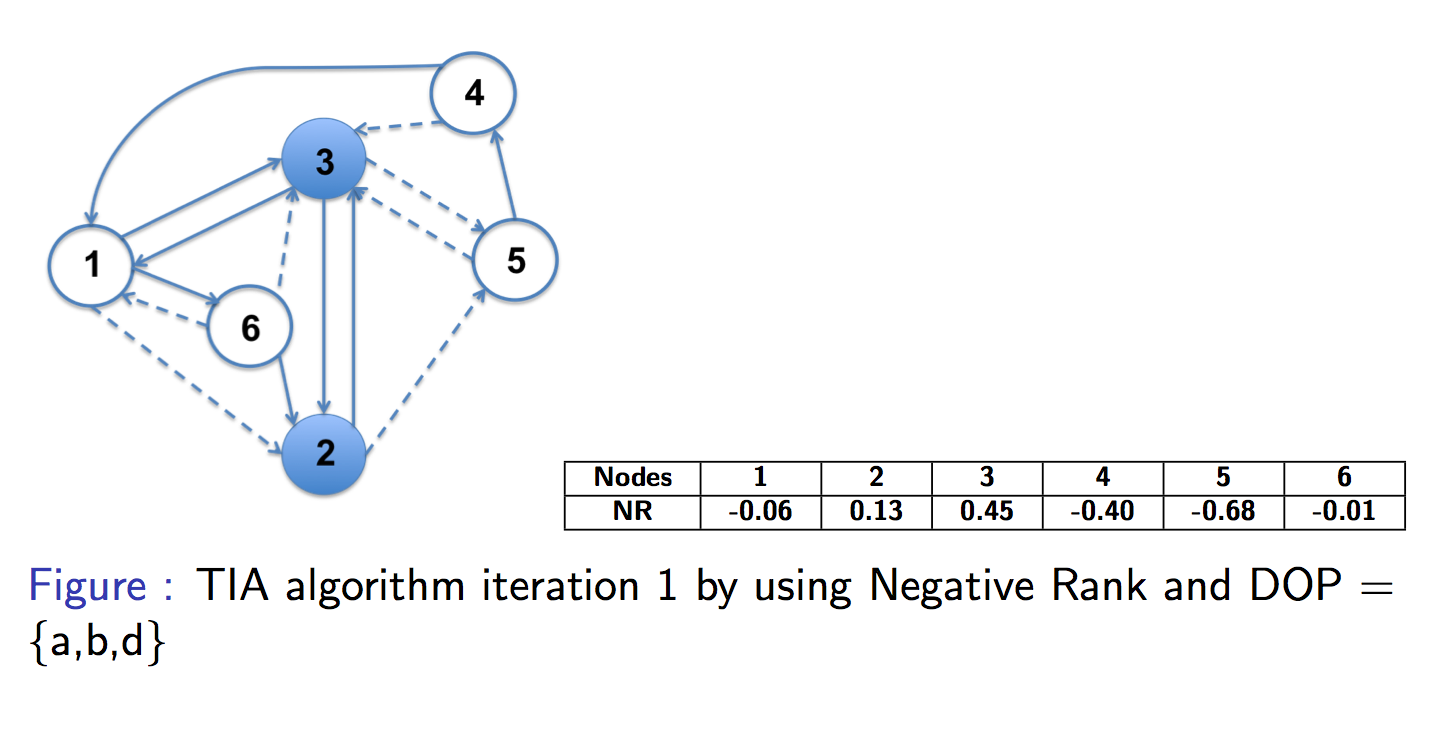 4
3
1
5
6
2
Nodes 1 2 3 4 5 6
NR -0.06 0.13 0.45 -0.40 -0.68 -0.01
Figure : TIA algorithm iteration 1 by using Negative Rank and DOP =
{a,b,d}